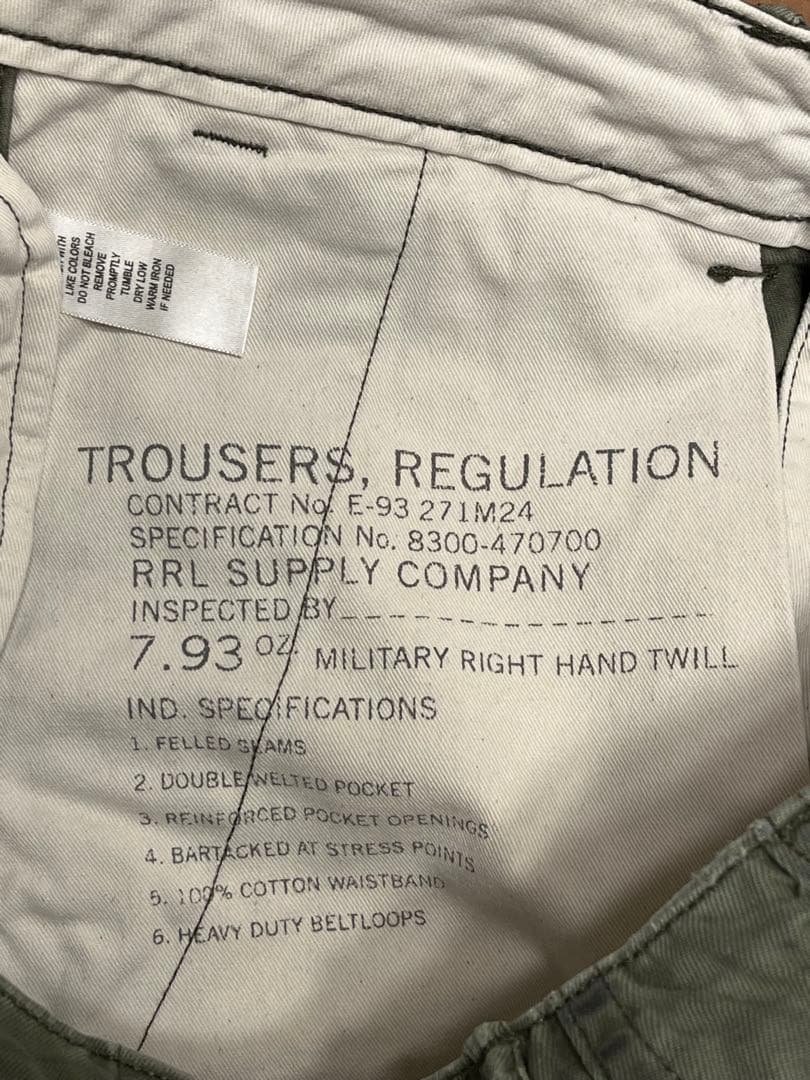 LIKE COLORS
DO NOT BLEACH
REMOVE
PROMPTLY
TUMBLE
DRY LOW
WARM IRON
IF NEEDED
TROUSERS, REGULATION
CONTRACT No. E-93 271M24
SPECIFICATION No. 8300-470700
RRL SUPPLY COMPANY
INSPECTED BY
7.93 OZ. MILITARY RIGHT HAND TWILL
IND. SPECIFICATIONS
1. FELLED SEAMS
2. DOUBLE WELTED POCKET
3. REINFORCED POCKET OPENINGS
4. BARTACKED AT STRESS POINTS
5. 100% COTTON WAISTBAND
6. HEAVY DUTY BELTLOOPS